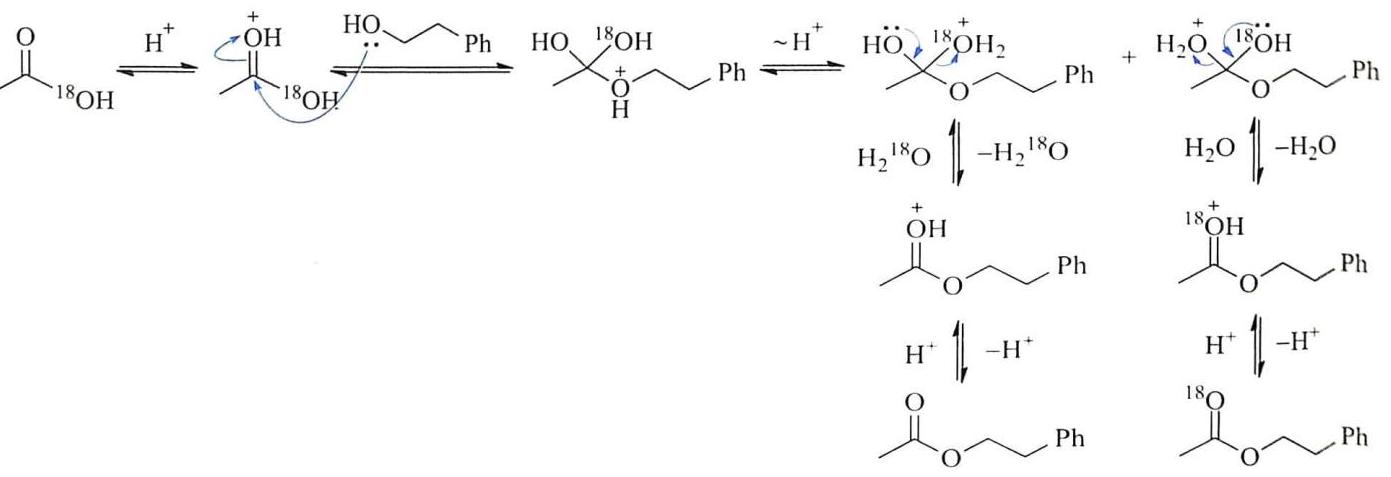 O
¹⁸OH
H⁺
+
OH
¹⁸OH
HO
Ph
HO
¹⁸OH
+
O
H
Ph
~H⁺
HO
+
¹⁸OH₂
O
Ph
+
+
H₂O
¹⁸OH
O
Ph
H₂¹⁸O
–H₂¹⁸O
H₂O
–H₂O
+
OH
O
Ph
+
¹⁸OH
O
Ph
H⁺
–H⁺
H⁺
–H⁺
O
O
Ph
¹⁸O
O
Ph